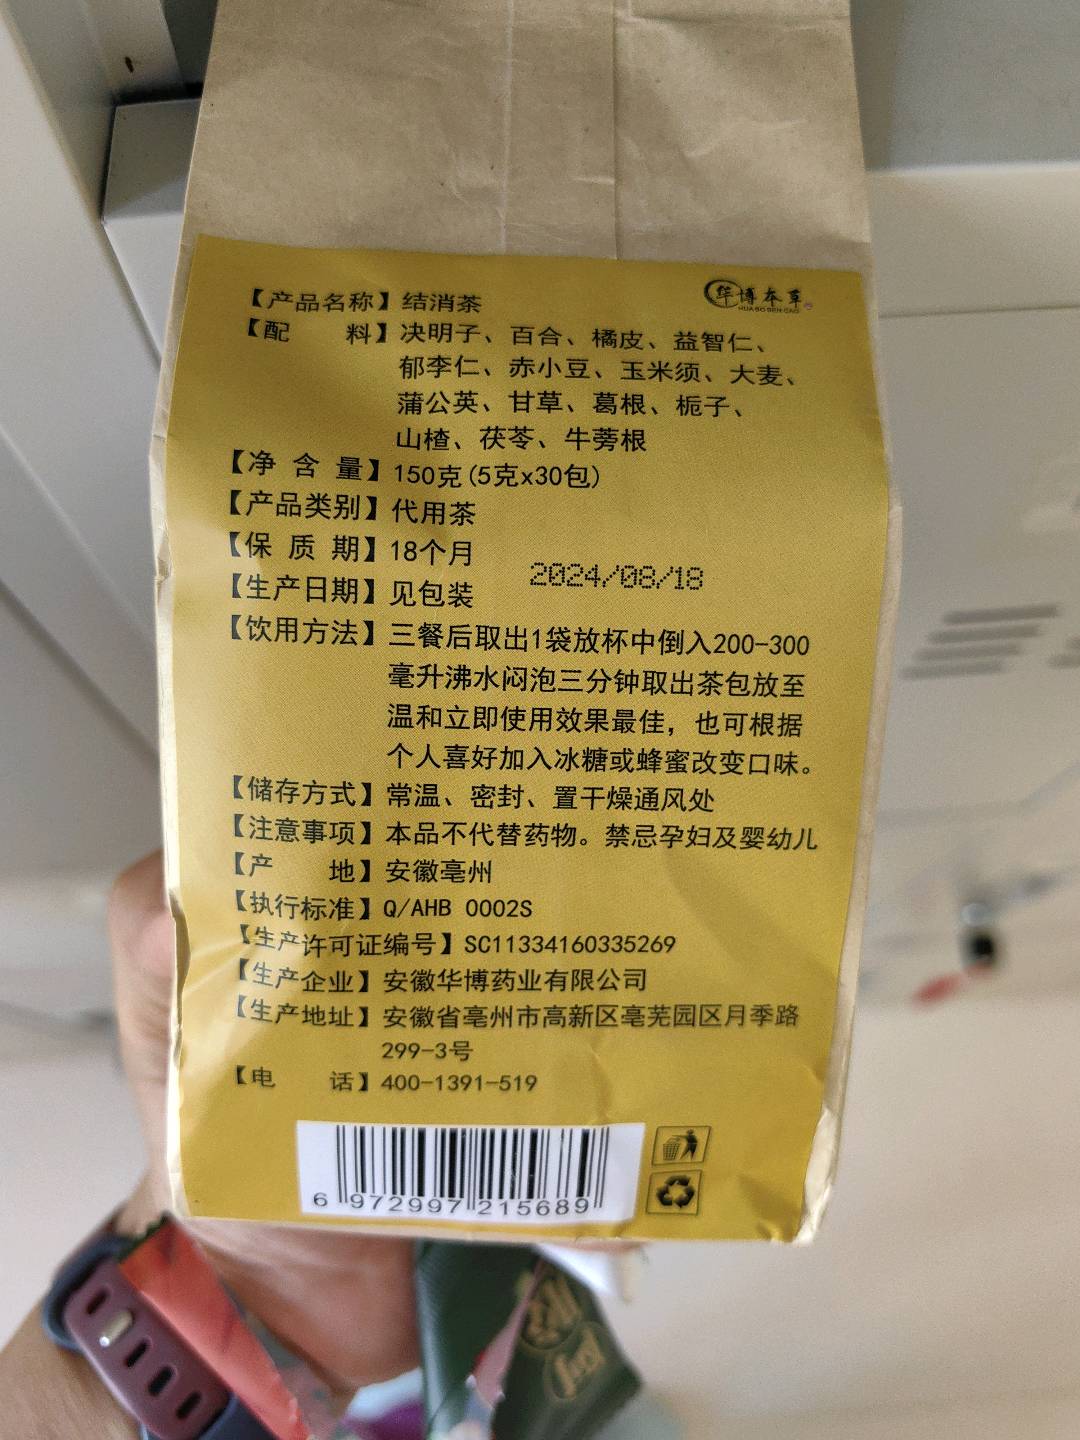 华博本草
HUA BO BEN CAO
【产品名称】结消茶
【配 料】决明子、百合、橘皮、益智仁、
郁李仁、赤小豆、玉米须、大麦、
蒲公英、甘草、葛根、栀子、
山楂、茯苓、牛蒡根
【净 含 量】150克(5克x30包)
【产品类别】代用茶
【保 质 期】18个月
【生产日期】见包装
2024/08/18
【饮用方法】三餐后取出1袋放杯中倒入200-300
毫升沸水闷泡三分钟取出茶包放至
温和立即使用效果最佳，也可根据
个人喜好加入冰糖或蜂蜜改变口味。
【储存方式】常温、密封、置干燥通风处
【注意事项】本品不代替药物。禁忌孕妇及婴幼儿
【产 地】安徽亳州
【执行标准】Q/AHB 0002S
【生产许可证编号】SC11334160335269
【生产企业】安徽华博药业有限公司
【生产地址】安徽省亳州市高新区亳芜园区月季路
299-3号
【电 话】400-1391-519
6 972997 215689